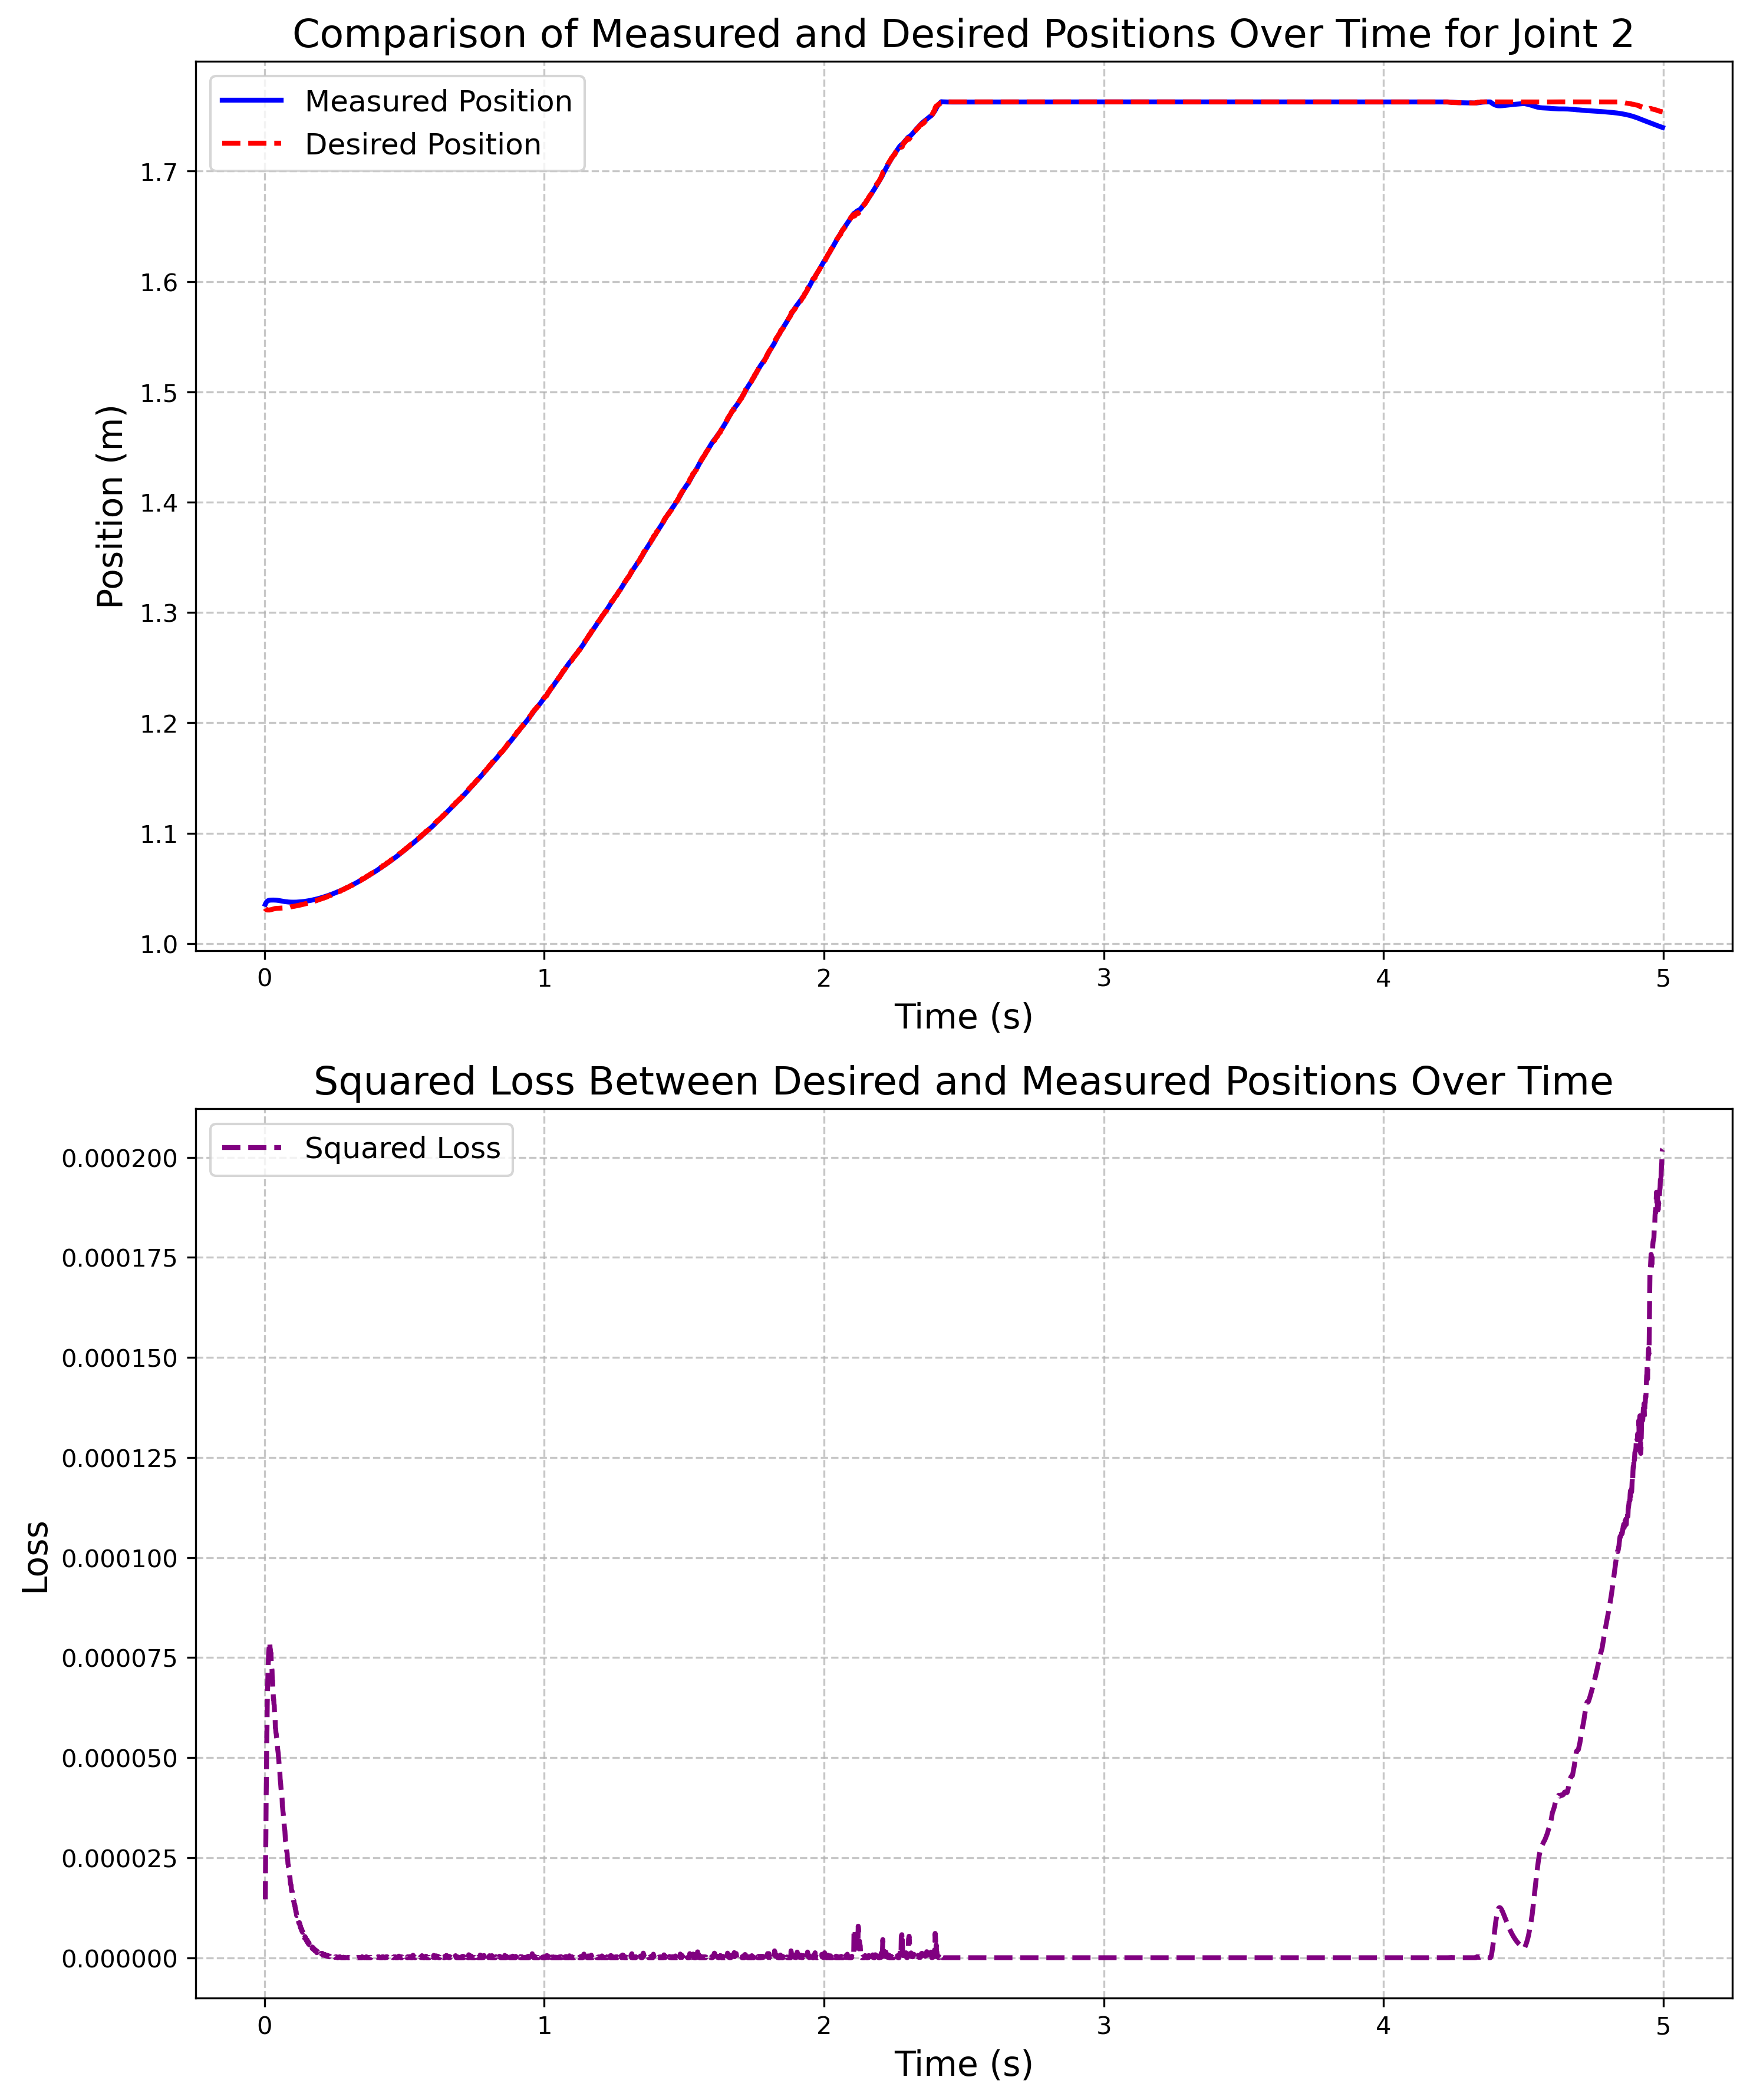 Comparison of Measured and Desired Positions Over Time for Joint 2
Measured Position
Desired Position
Position (m)
1.7
1.6
1.5
1.4
1.3
1.2
1.1
1.0
0 1 2 3 4 5
Time (s)
Squared Loss Between Desired and Measured Positions Over Time
Squared Loss
Loss
0.000200
0.000175
0.000150
0.000125
0.000100
0.000075
0.000050
0.000025
0.000000
0 1 2 3 4 5
Time (s)